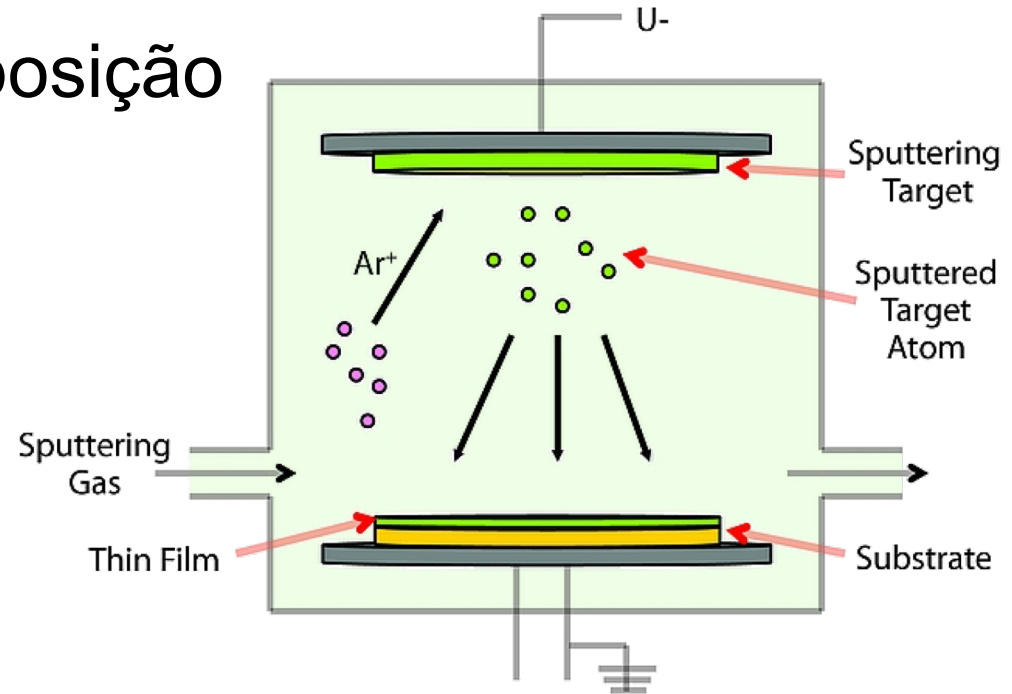 posição
U-
Sputtering
Target
Ar⁺
Sputtered
Target
Atom
Sputtering
Gas
Thin Film
Substrate